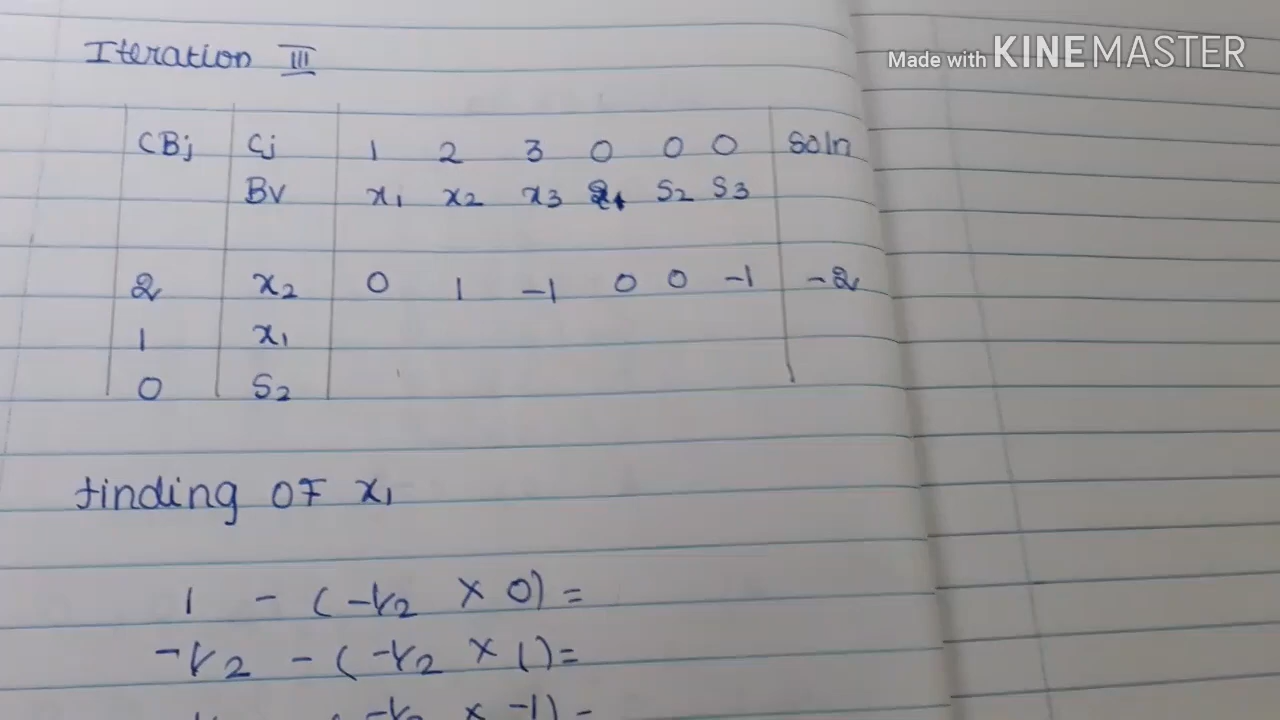 Iteration III
Made with KINEMASTER
CBj Cj 1 2 3 0 0 0 soln
BV x1 x2 x3 S2 S3
2 x2 0 1 -1 0 0 -1 -2
1 x1
0 S2
finding OF x1
1 - (-1/2 x 0) =
-1/2 - (-1/2 x 1) =
x -1) =